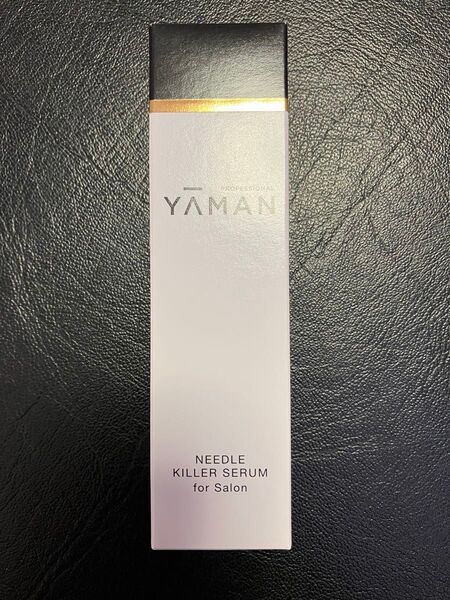 PROFESSIONAL
YĀMAN
NEEDLE
KILLER SERUM
for Salon